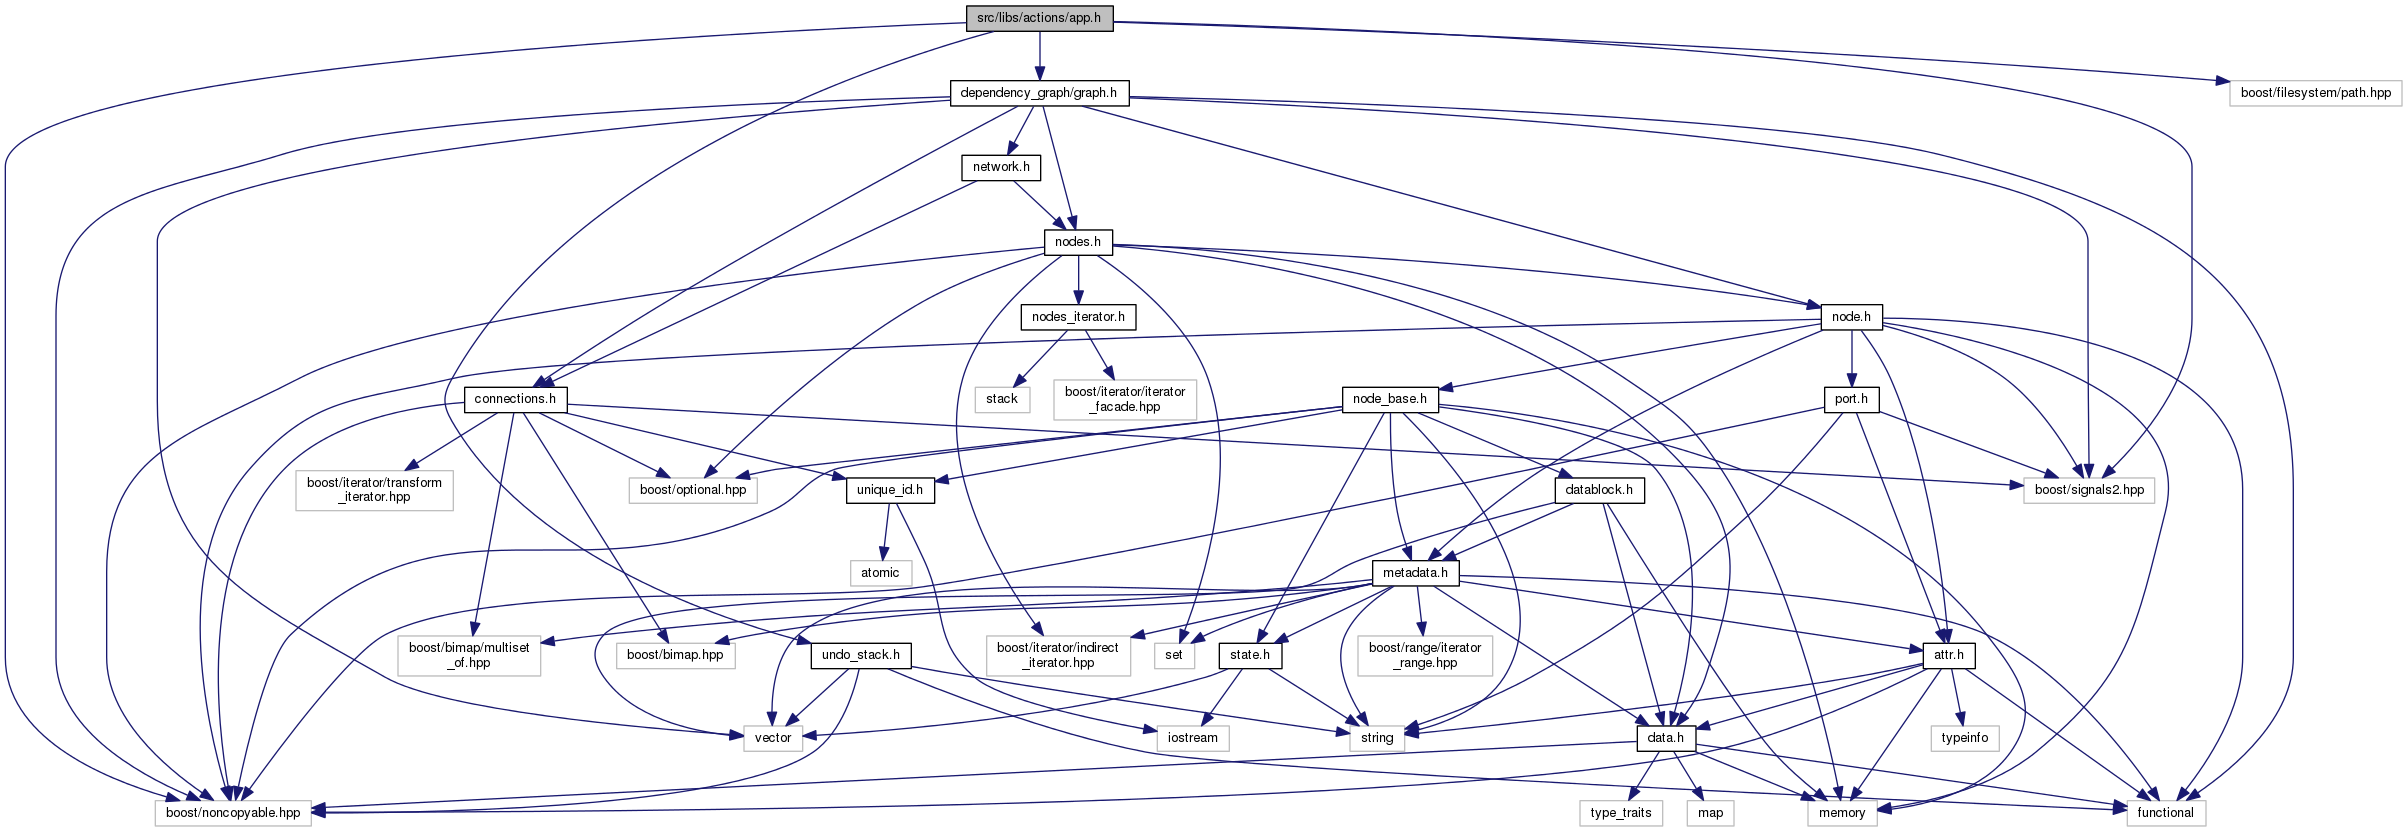 src/libs/actions/app.h
dependency_graph/graph.h
boost/filesystem/path.hpp
network.h
nodes.h
nodes_iterator.h
node.h
connections.h
stack
boost/iterator/iterator
_facade.hpp
node_base.h
port.h
boost/iterator/transform
_iterator.hpp
boost/optional.hpp
unique_id.h
datablock.h
boost/signals2.hpp
atomic
metadata.h
boost/bimap/multiset
_of.hpp
boost/bimap.hpp
undo_stack.h
boost/iterator/indirect
_iterator.hpp
set
state.h
boost/range/iterator
_range.hpp
attr.h
vector
iostream
string
data.h
typeinfo
boost/noncopyable.hpp
type_traits
map
memory
functional